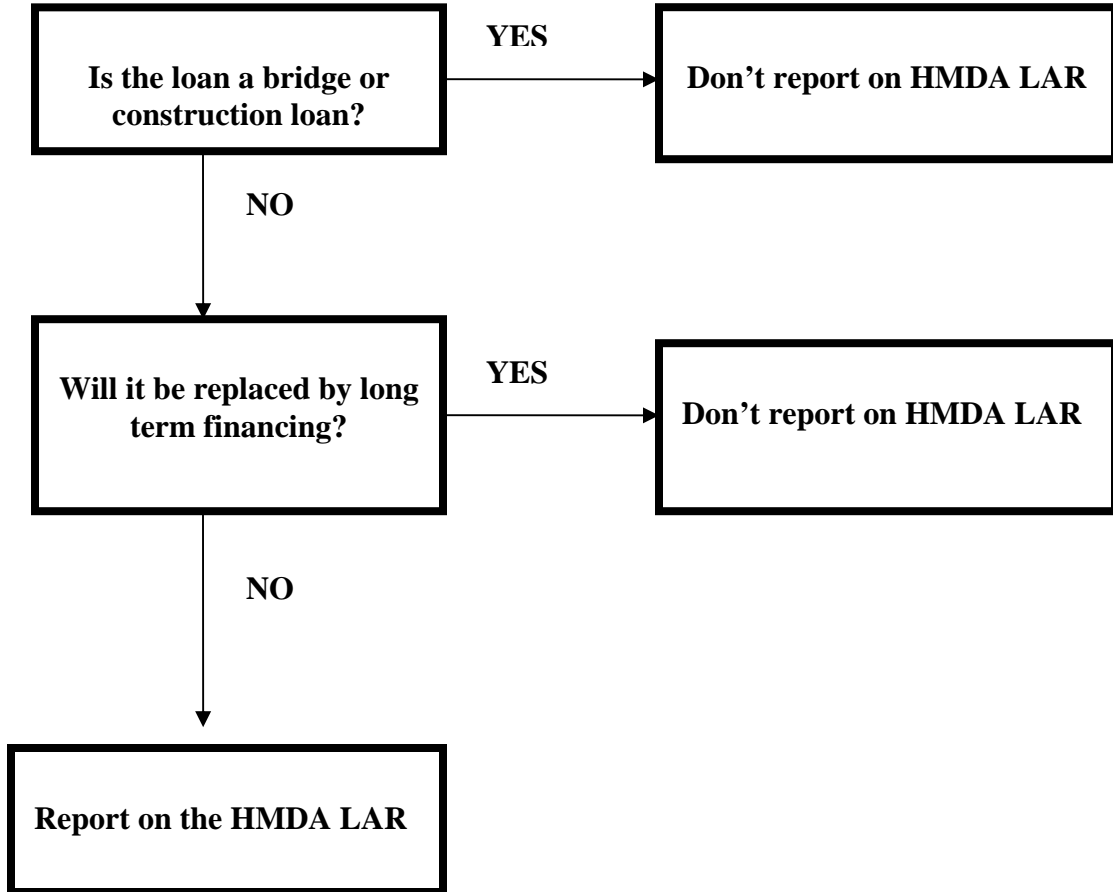 YES
Is the loan a bridge or
construction loan?
Don’t report on HMDA LAR
NO
Will it be replaced by long
term financing?
YES
Don’t report on HMDA LAR
NO
Report on the HMDA LAR